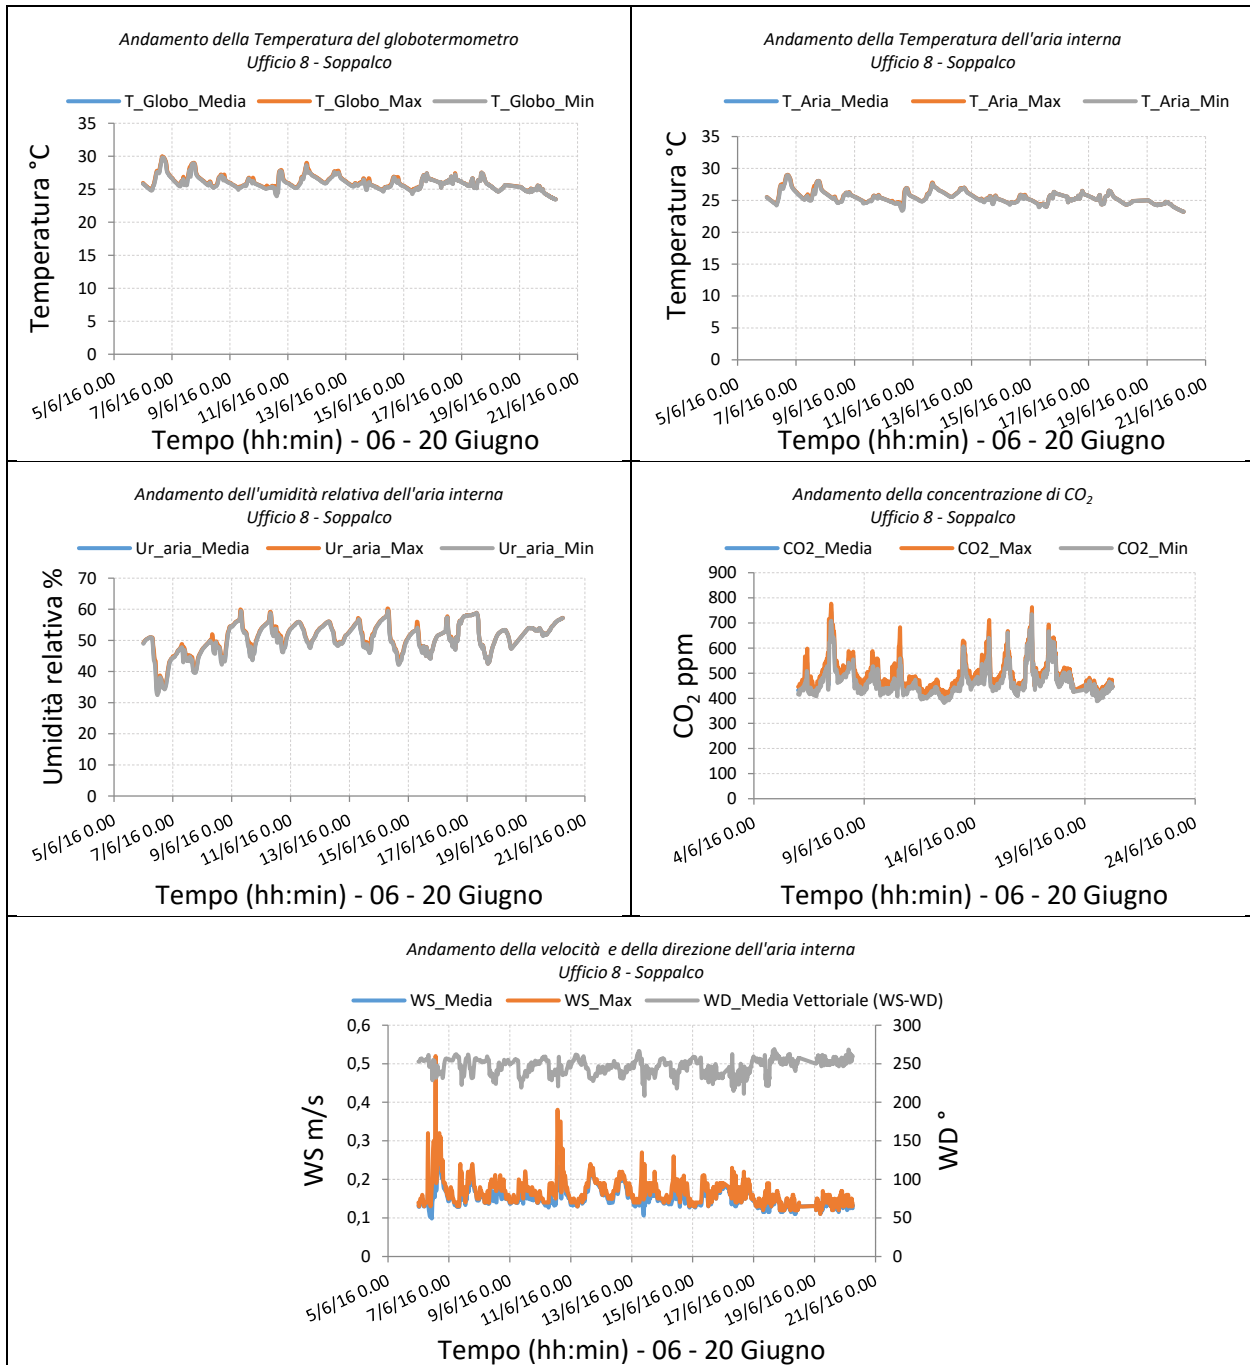 Andamento della Temperatura del globotermometro
Ufficio 8 - Soppalco
T_Globo_Media T_Globo_Max T_Globo_Min
35
30
25
20
15
10
5
0
Temperatura °C
5/6/16 0.00 7/6/16 0.00 9/6/16 0.00 11/6/16 0.00 13/6/16 0.00 15/6/16 0.00 17/6/16 0.00 19/6/16 0.00 21/6/16 0.00
Tempo (hh:min) - 06 - 20 Giugno
Andamento della Temperatura dell'aria interna
Ufficio 8 - Soppalco
T_Aria_Media T_Aria_Max T_Aria_Min
35
30
25
20
15
10
5
0
Temperatura °C
5/6/16 0.00 7/6/16 0.00 9/6/16 0.00 11/6/16 0.00 13/6/16 0.00 15/6/16 0.00 17/6/16 0.00 19/6/16 0.00 21/6/16 0.00
Tempo (hh:min) - 06 - 20 Giugno
Andamento dell'umidità relativa dell'aria interna
Ufficio 8 - Soppalco
Ur_aria_Media Ur_aria_Max Ur_aria_Min
70
60
50
40
30
20
10
0
Umidità relativa %
5/6/16 0.00 7/6/16 0.00 9/6/16 0.00 11/6/16 0.00 13/6/16 0.00 15/6/16 0.00 17/6/16 0.00 19/6/16 0.00 21/6/16 0.00
Tempo (hh:min) - 06 - 20 Giugno
Andamento della concentrazione di CO₂
Ufficio 8 - Soppalco
CO2_Media CO2_Max CO2_Min
900
800
700
600
500
400
300
200
100
0
CO₂ ppm
4/6/16 0.00 9/6/16 0.00 14/6/16 0.00 19/6/16 0.00 24/6/16 0.00
Tempo (hh:min) - 06 - 20 Giugno
Andamento della velocità e della direzione dell'aria interna
Ufficio 8 - Soppalco
WS_Media WS_Max WD_Media Vettoriale (WS-WD)
0,6 300
0,5 250
0,4 200
0,3 150
0,2 100
0,1 50
0 0
WS m/s
WD °
5/6/16 0.00 7/6/16 0.00 9/6/16 0.00 11/6/16 0.00 13/6/16 0.00 15/6/16 0.00 17/6/16 0.00 19/6/16 0.00 21/6/16 0.00
Tempo (hh:min) - 06 - 20 Giugno